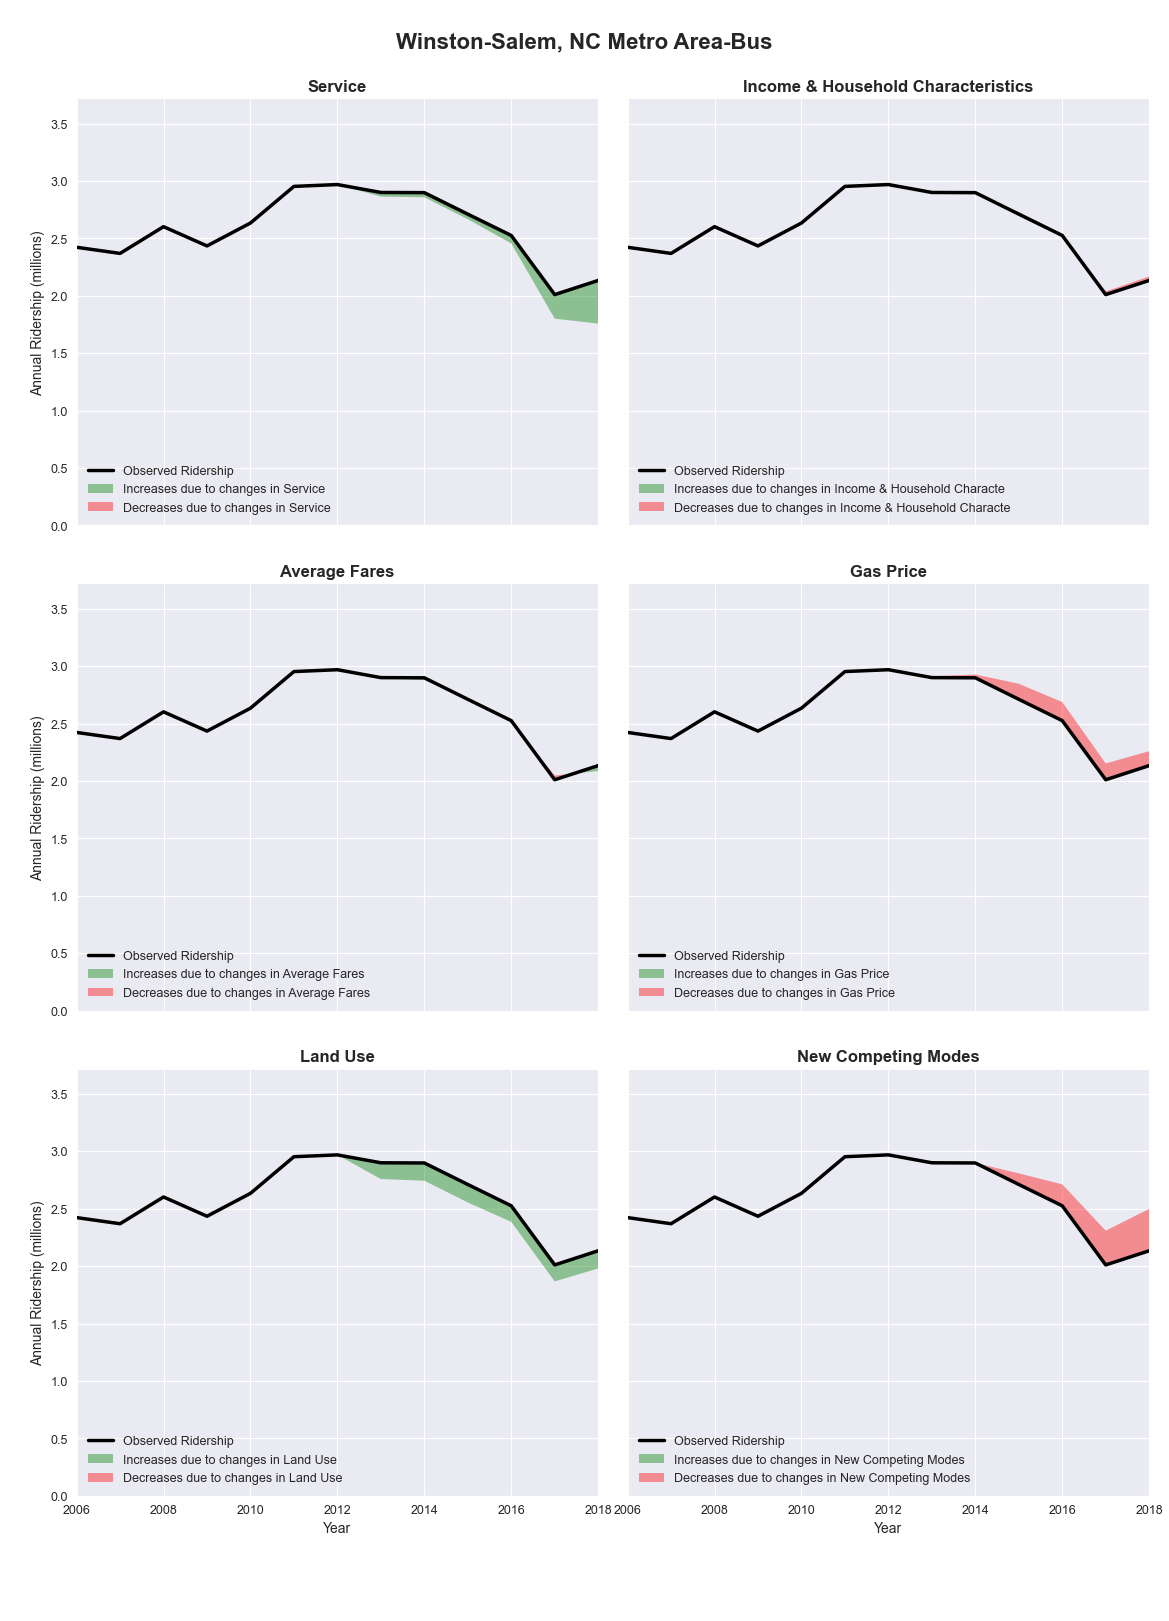 Winston-Salem, NC Metro Area-Bus
Service
Annual Ridership (millions)
3.5
3.0
2.5
2.0
1.5
1.0
0.5
0.0
Observed Ridership
Increases due to changes in Service
Decreases due to changes in Service
Income & Household Characteristics
Observed Ridership
Increases due to changes in Income & Household Characte
Decreases due to changes in Income & Household Characte
Average Fares
Annual Ridership (millions)
3.5
3.0
2.5
2.0
1.5
1.0
0.5
0.0
Observed Ridership
Increases due to changes in Average Fares
Decreases due to changes in Average Fares
Gas Price
Observed Ridership
Increases due to changes in Gas Price
Decreases due to changes in Gas Price
Land Use
Annual Ridership (millions)
3.5
3.0
2.5
2.0
1.5
1.0
0.5
0.0
Observed Ridership
Increases due to changes in Land Use
Decreases due to changes in Land Use
2006 2008 2010 2012 2014 2016 2018
Year
New Competing Modes
Observed Ridership
Increases due to changes in New Competing Modes
Decreases due to changes in New Competing Modes
2006 2008 2010 2012 2014 2016 2018
Year